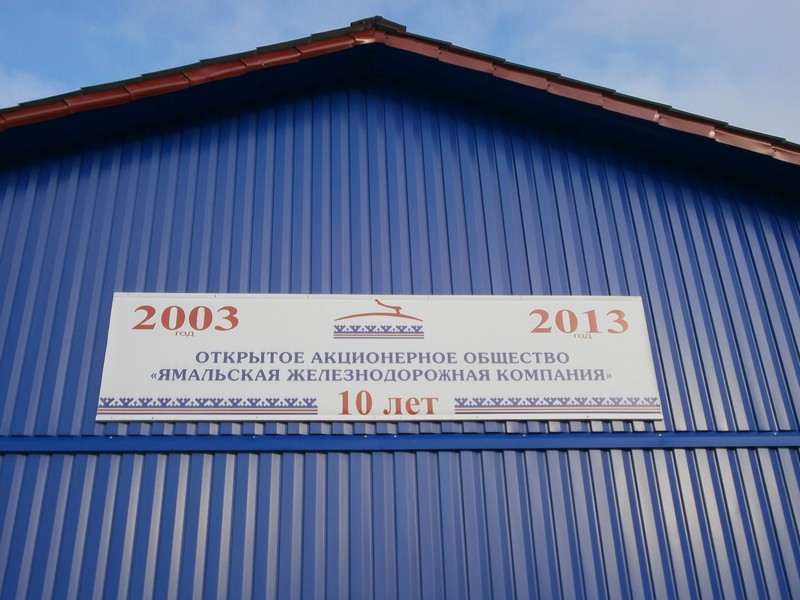 2003
год
2013
год
ОТКРЫТОЕ АКЦИОНЕРНОЕ ОБЩЕСТВО
«ЯМАЛЬСКАЯ ЖЕЛЕЗНОДОРОЖНАЯ КОМПАНИЯ»
10 лет